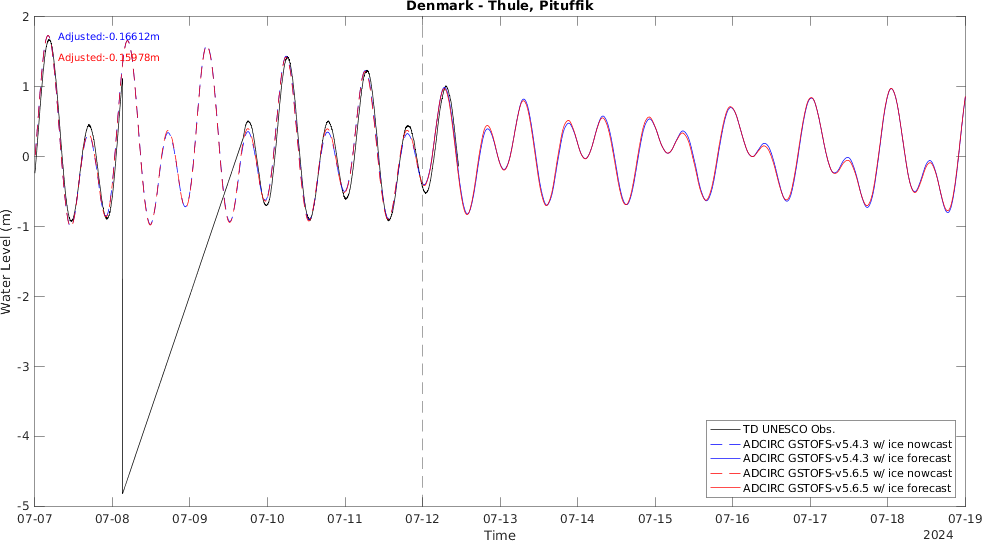 Denmark - Thule, Pituffik
Adjusted:-0.16612m
Adjusted:-0.15978m
Water Level (m)
2
1
0
-1
-2
-3
-4
-5
07-07 07-08 07-09 07-10 07-11 07-12 07-13 07-14 07-15 07-16 07-17 07-18 07-19
Time
2024
TD UNESCO Obs.
ADCIRC GSTOFS-v5.4.3 w/ ice nowcast
ADCIRC GSTOFS-v5.4.3 w/ ice forecast
ADCIRC GSTOFS-v5.6.5 w/ ice nowcast
ADCIRC GSTOFS-v5.6.5 w/ ice forecast